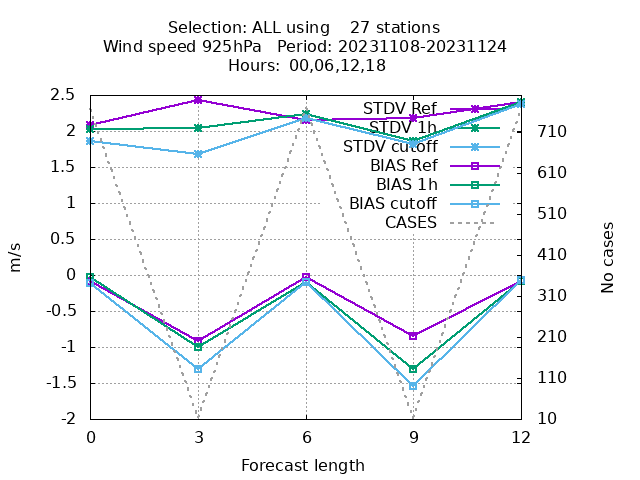 Selection: ALL using    27 stations
Wind speed 925hPa   Period: 20231108-20231124
Hours: 00,06,12,18
2.5
2
1.5
1
0.5
0
-0.5
-1
-1.5
-2
m/s
STDV Ref
STDV 1h
STDV cutoff
BIAS Ref
BIAS 1h
BIAS cutoff
CASES
710
610
510
410
310
210
110
10
No cases
0 3 6 9 12
Forecast length